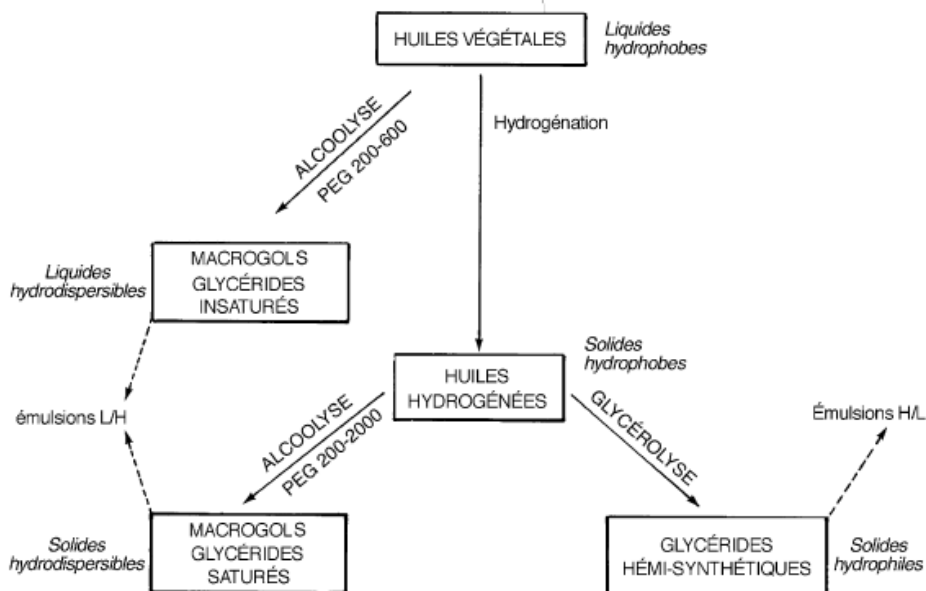 HUILES VÉGÉTALES
Liquides
hydrophobes
ALCOOLYSE
PEG 200-600
Hydrogénation
Liquides
hydrodispersibles
MACROGOLS
GLYCÉRIDES
INSATURÉS
Solides
hydrophobes
HUILES
HYDROGÉNÉES
émulsions L/H
ALCOOLYSE
PEG 200-2000
GLYCÉROLYSE
Émulsions H/L
Solides
hydrodispersibles
MACROGOLS
GLYCÉRIDES
SATURÉS
GLYCÉRIDES
HÉMI-SYNTHÉTIQUES
Solides
hydrophiles